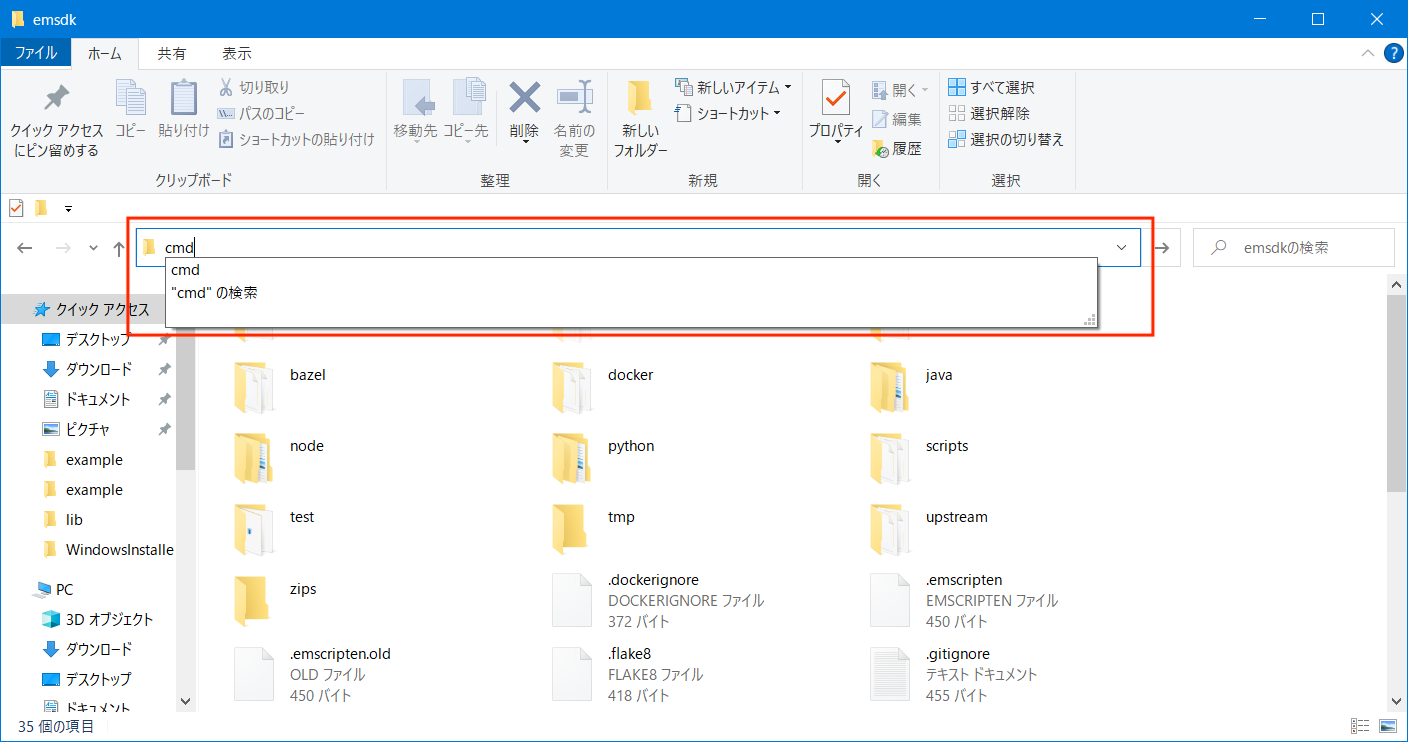 emsdk
ファイル
ホーム
共有
表示
?
クイック アクセス
にピン留めする
コピー
貼り付け
切り取り
パスのコピー
ショートカットの貼り付け
クリップボード
移動先
コピー先
削除
名前の
変更
整理
新しい
フォルダー
新しいアイテム
ショートカット
新規
プロパティ
開く
編集
履歴
開く
すべて選択
選択解除
選択の切り替え
選択
cmd
emsdkの検索
cmd
"cmd" の検索
クイック アクセス
デスクトップ
ダウンロード
ドキュメント
ピクチャ
example
example
lib
WindowsInstalle
PC
3D オブジェクト
ダウンロード
デスクトップ
ドキュメント
bazel
docker
java
node
python
scripts
test
tmp
upstream
zips
.dockerignore
DOCKERIGNORE ファイル
372 バイト
.emscripten
EMSCRIPTEN ファイル
450 バイト
.emscripten.old
OLD ファイル
450 バイト
.flake8
FLAKE8 ファイル
418 バイト
.gitignore
テキスト ドキュメント
455 バイト
35 個の項目